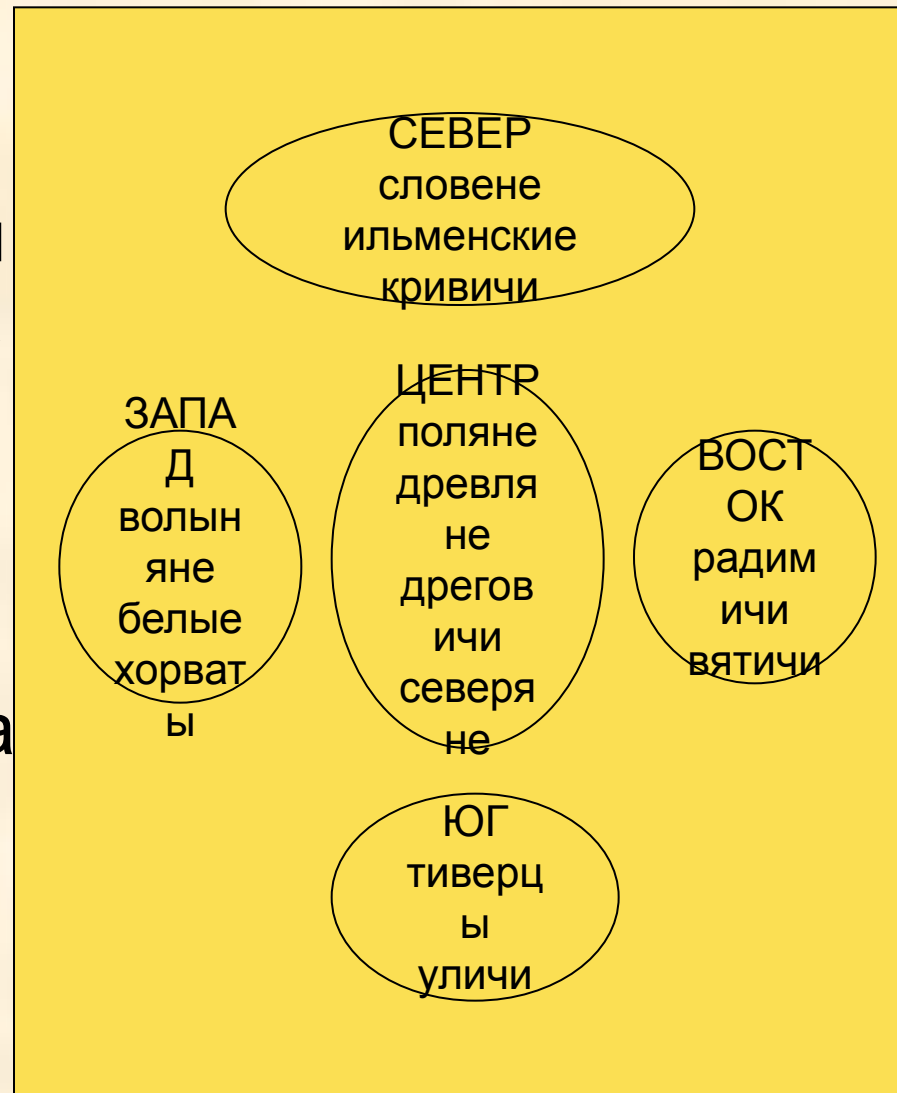 СЕВЕР
словене
ильменские
кривичи
ЗАПА
Д
волын
яне
белые
хорват
ы
ЦЕНТР
поляне
древля
не
дрегов
ичи
северя
не
ВОСТ
ОК
радим
ичи
вятичи
ЮГ
тиверц
ы
уличи
а